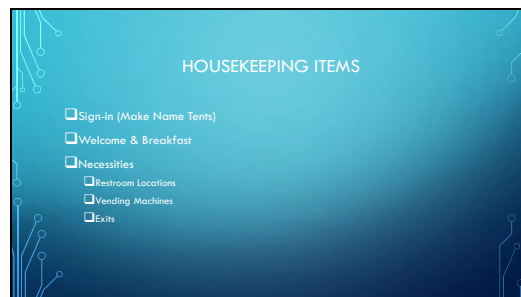 HOUSEKEEPING ITEMS
❑Sign-in (Make Name Tents)
❑Welcome & Breakfast
❑Necessities
❑Restroom Locations
❑Vending Machines
❑Exits